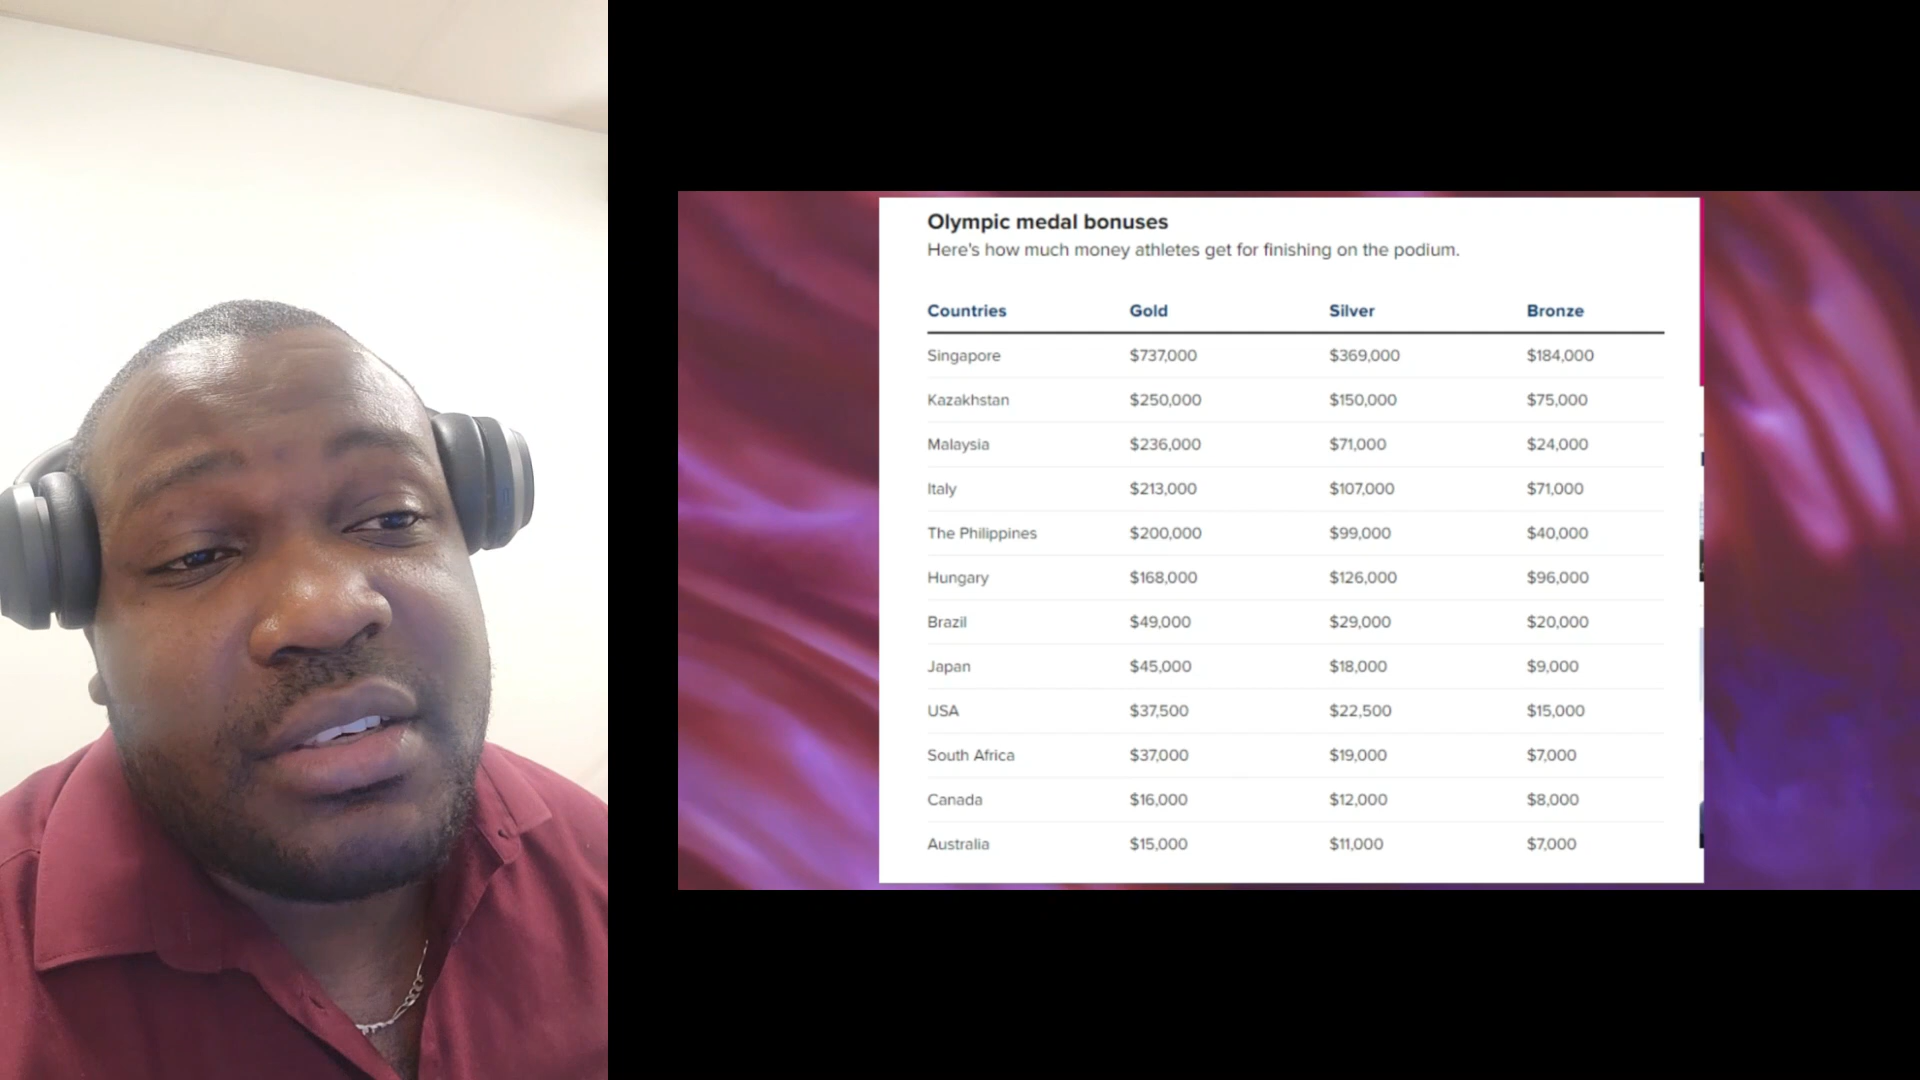 Olympic medal bonuses
Here's how much money athletes get for finishing on the podium.
Countries Gold Silver Bronze
Singapore $737,000 $369,000 $184,000
Kazakhstan $250,000 $150,000 $75,000
Malaysia $236,000 $71,000 $24,000
Italy $213,000 $107,000 $71,000
The Philippines $200,000 $99,000 $40,000
Hungary $168,000 $126,000 $96,000
Brazil $49,000 $29,000 $20,000
Japan $45,000 $18,000 $9,000
USA $37,500 $22,500 $15,000
South Africa $37,000 $19,000 $7,000
Canada $16,000 $12,000 $8,000
Australia $15,000 $11,000 $7,000